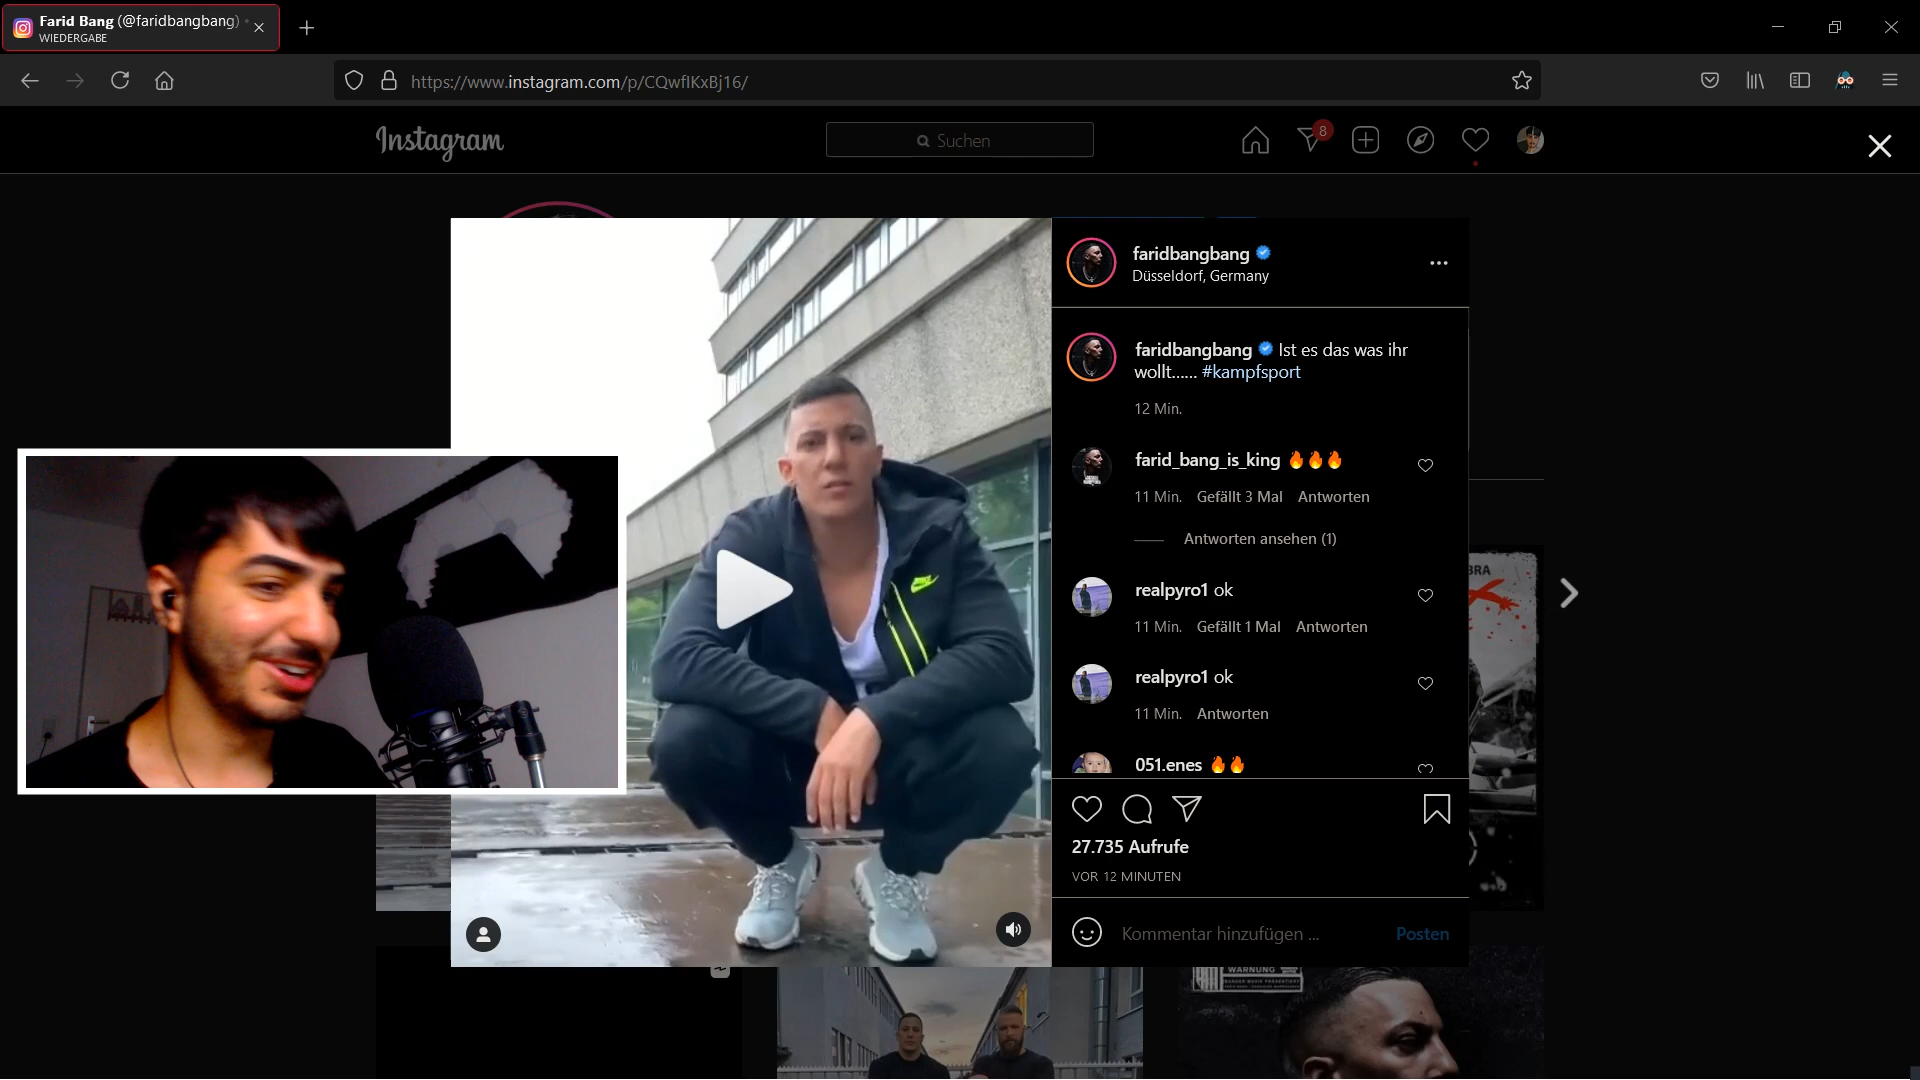 Farid Bang (@faridbangbang) •
WIEDERGABE
https://www.instagram.com/p/CQwfIKxBj16/
Instagram
Suchen
8
faridbangbang
Düsseldorf, Germany
faridbangbang Ist es das was ihr
wollt...... #kampfsport
12 Min.
farid_bang_is_king 🔥🔥🔥
11 Min. Gefällt 3 Mal Antworten
Antworten ansehen (1)
realpyro1 ok
11 Min. Gefällt 1 Mal Antworten
realpyro1 ok
11 Min. Antworten
051.enes 🔥🔥
27.735 Aufrufe
VOR 12 MINUTEN
Kommentar hinzufügen ...
Posten
BRA
WARNUNG